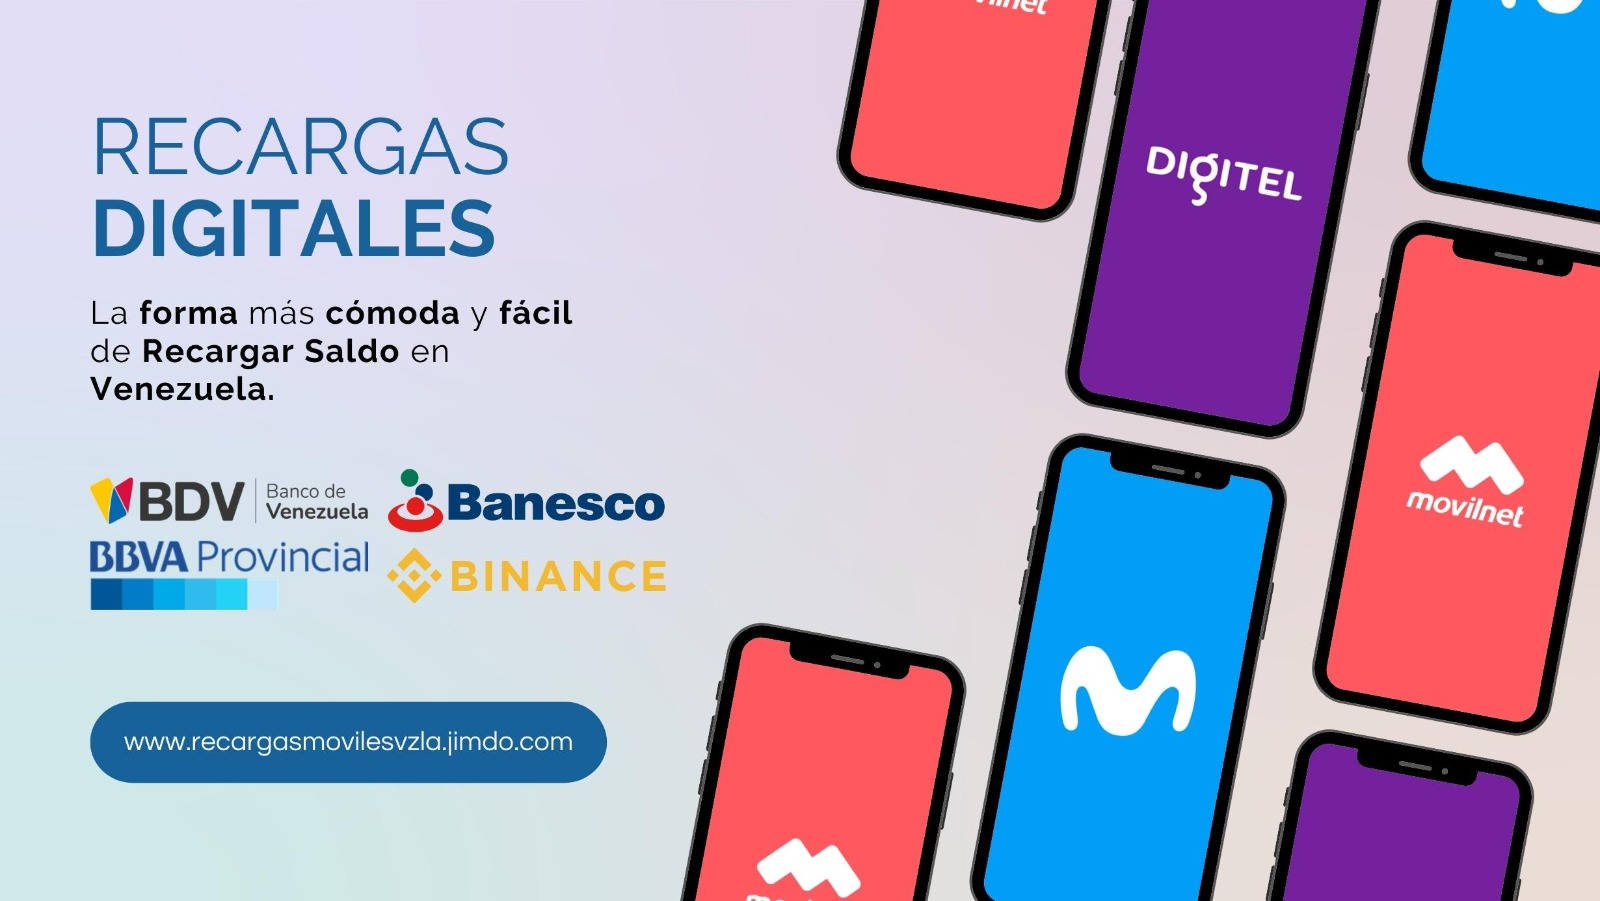 RECARGAS
DIGITALES
La forma más cómoda y fácil
de Recargar Saldo en
Venezuela.
BDV Banco de Venezuela
Banesco
BBVA Provincial
BINANCE
www.recargasmovilesvzla.jimdo.com
DIGITEL
movilnet